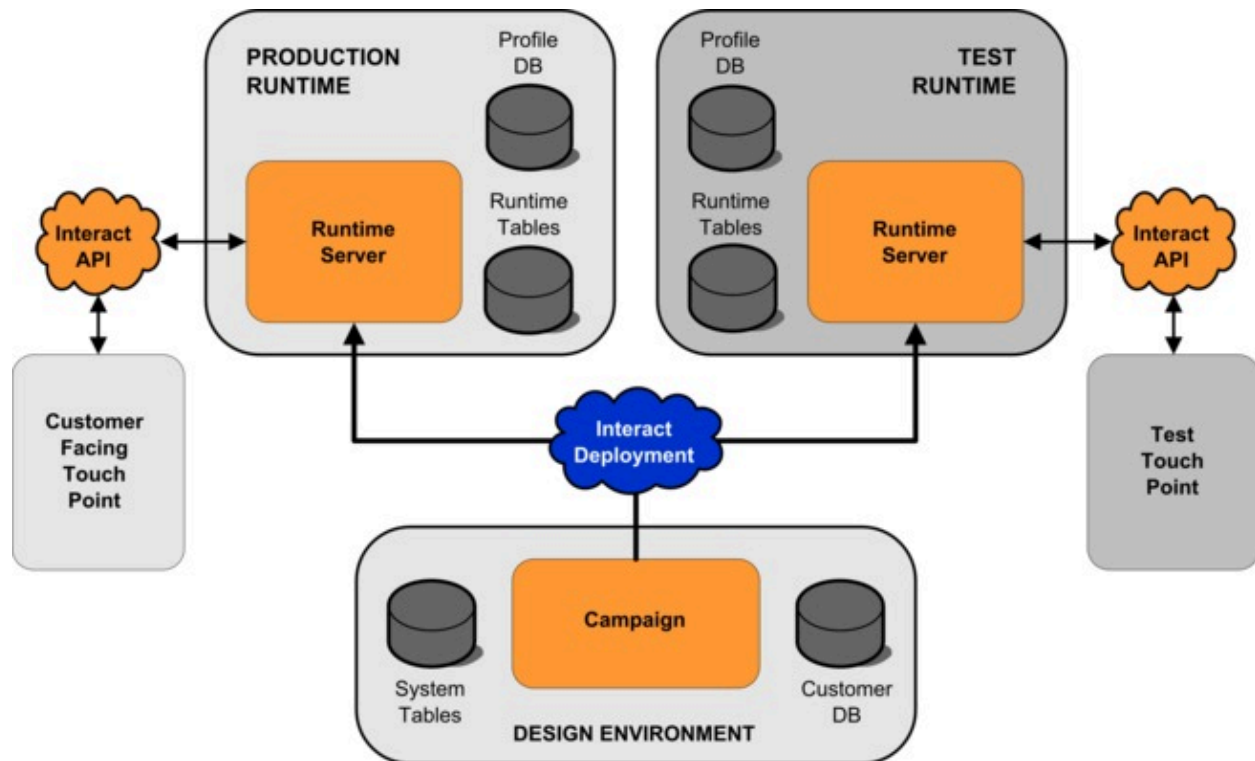 PRODUCTION
RUNTIME
Profile
DB
Runtime
Server
Runtime
Tables
Profile
DB
TEST
RUNTIME
Runtime
Tables
Runtime
Server
Interact
API
Interact
API
Customer
Facing
Touch
Point
Interact
Deployment
Test
Touch
Point
Campaign
System
Tables
Customer
DB
DESIGN ENVIRONMENT